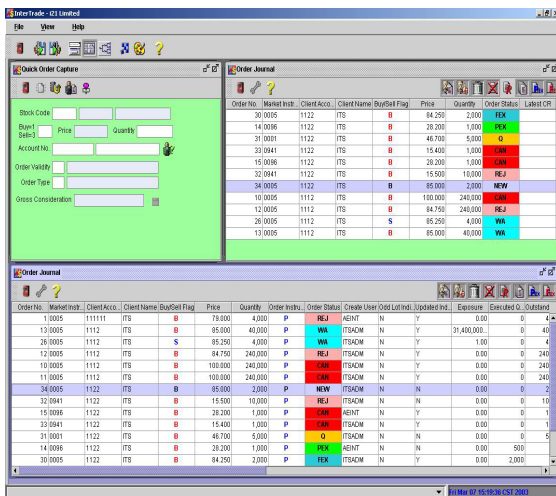 InterTrade - i21 Limited
File View Help
Quick Order Capture
Stock Code
Buy=1
Sell=3
Price
Quantity
Account No.
Order Validity
Order Type
Gross Consideration
Order Journal
Order No. Market Instr... Client Acco... Client Name Buy/Sell Flag Price Quantity Order Status Latest CR
30 0005 1122 ITS B 84.250 2,000 FEX
14 0096 1122 ITS B 28.200 1,000 PEX
31 0001 1122 ITS B 46.700 5,000 Q
33 0941 1122 ITS B 15.400 1,000 CAN
15 0096 1122 ITS B 28.200 1,000 CAN
32 0941 1122 ITS B 15.500 10,000 REJ
34 0005 1122 ITS B 85.000 2,000 NEW
10 0005 1122 ITS B 100.000 240,000 CAN
12 0005 1122 ITS B 84.750 240,000 REJ
26 0005 1122 ITS S 85.250 4,000 WA
13 0005 1122 ITS B 85.000 40,000 WA
Order Journal
Order No. Market Instr... Client Acco... Client Name Buy/Sell Flag Price Quantity Order Instru... Order Status Create User Odd Lot Indi... Updated Ind... Exposure Executed Q... Outstand
1 0005 111111 ITS B 79.000 4,000 P REJ AEINT N Y 0.00 0 4
13 0005 1122 ITS B 85.000 40,000 P WA ITSADM N Y 31,400,000... 0 40
26 0005 1122 ITS S 85.250 4,000 P WA ITSADM N Y 1.00 0 4
12 0005 1122 ITS B 84.750 240,000 P REJ ITSADM N Y 0.00 0 240
10 0005 1122 ITS B 100.000 240,000 P CAN ITSADM N Y 0.00 0 240
11 0005 1122 ITS B 100.000 240,000 P CAN ITSADM N Y 0.00 0 240
34 0005 1122 ITS B 85.000 2,000 P NEW ITSADM N N 0.00 0 2
32 0941 1122 ITS B 15.500 10,000 P REJ ITSADM N N 0.00 0 10
15 0096 1122 ITS B 28.200 1,000 P CAN AEINT N Y 0.00 0 1
33 0941 1122 ITS B 15.400 1,000 P CAN ITSADM N Y 0.00 0 1
31 0001 1122 ITS B 46.700 5,000 P Q ITSADM N N 0.00 0 5
14 0096 1122 ITS B 28.200 1,000 P PEX AEINT N N 0.00 500
30 0005 1122 ITS B 84.250 2,000 P FEX ITSADM N N 0.00 2,000
Fri Mar 07 15:19:36 CST 2003